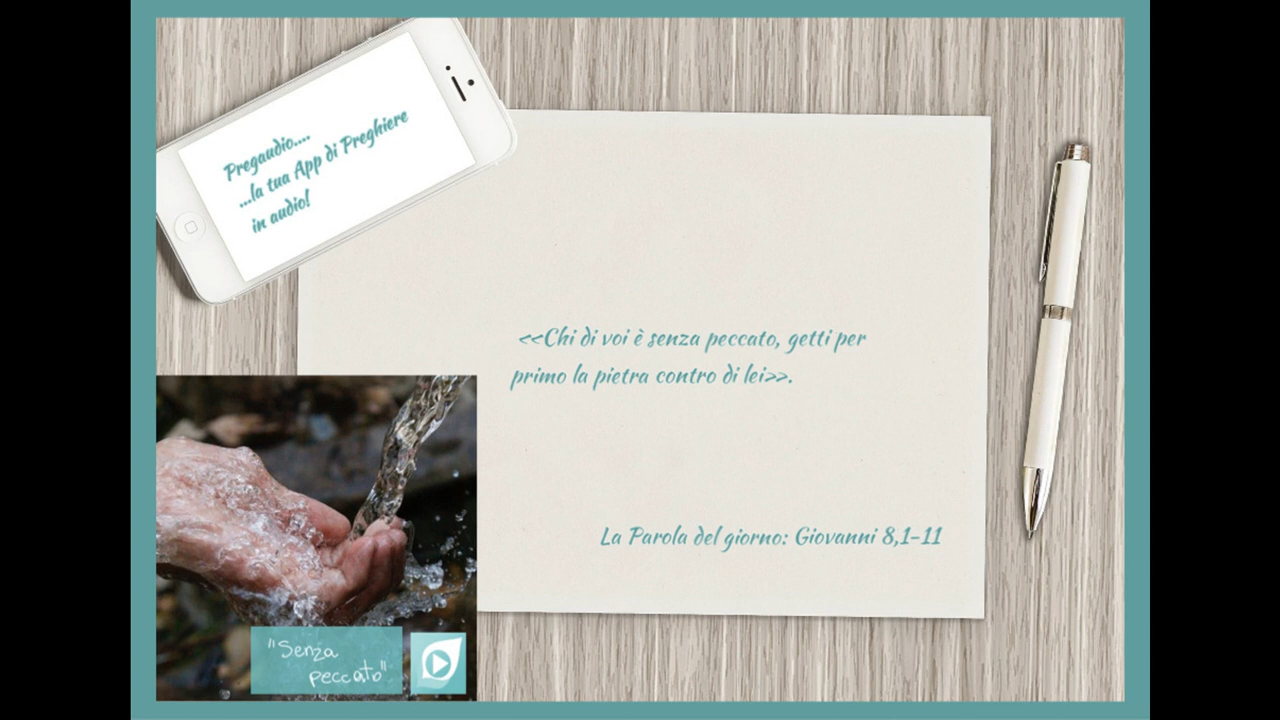 Pregaudio....
...la tua App di Preghiere
in audio!
<<Chi di voi è senza peccato, getti per
primo la pietra contro di lei>>.
La Parola del giorno: Giovanni 8,1-11
"Senza
peccato"